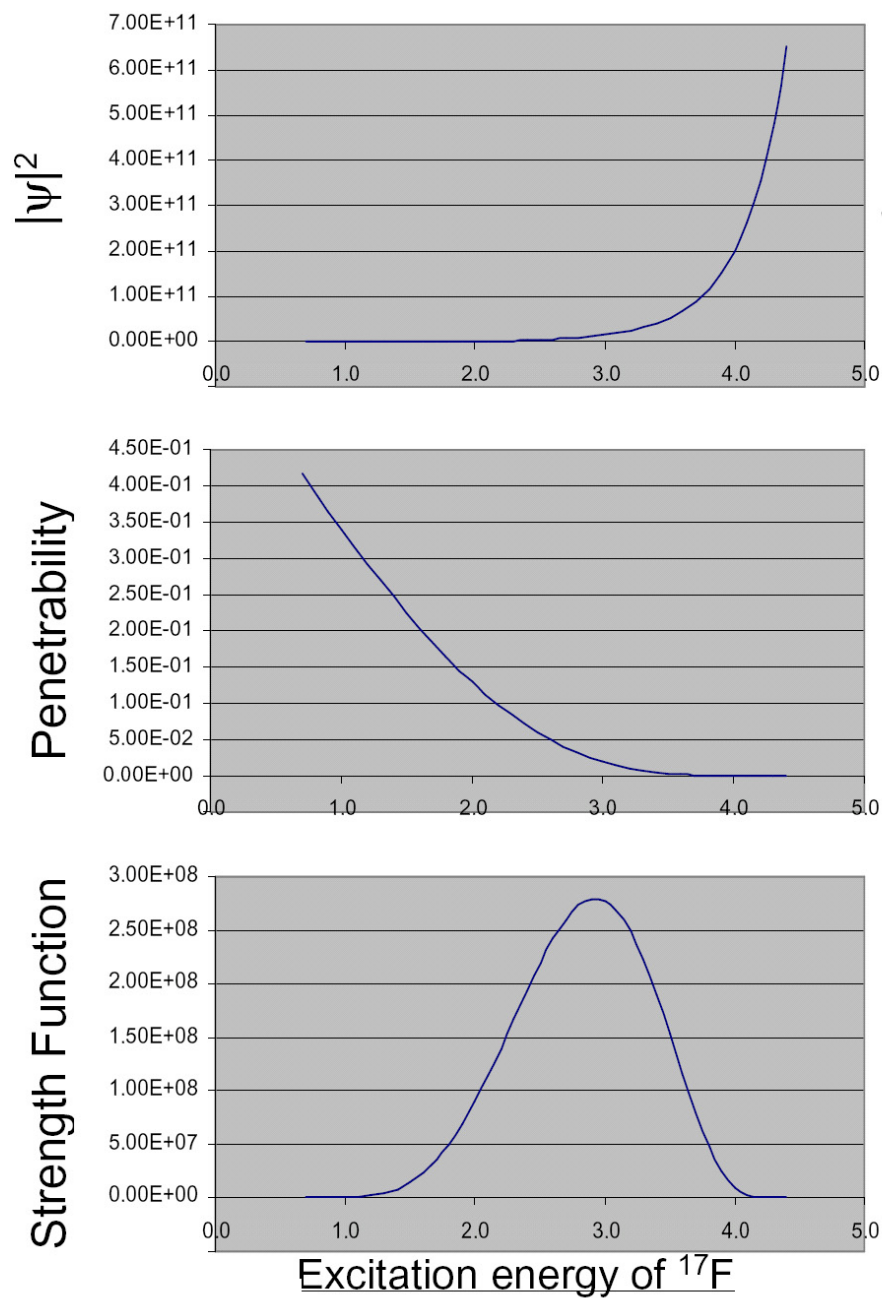 7.00E+11
6.00E+11
5.00E+11
4.00E+11
3.00E+11
2.00E+11
1.00E+11
0.00E+00
|ψ|²
0.0 1.0 2.0 3.0 4.0 5.0
4.50E-01
4.00E-01
3.50E-01
3.00E-01
2.50E-01
2.00E-01
1.50E-01
1.00E-01
5.00E-02
0.00E+00
Penetrability
0.0 1.0 2.0 3.0 4.0 5.0
3.00E+08
2.50E+08
2.00E+08
1.50E+08
1.00E+08
5.00E+07
0.00E+00
Strength Function
0.0 1.0 2.0 3.0 4.0 5.0
Excitation energy of ¹⁷F